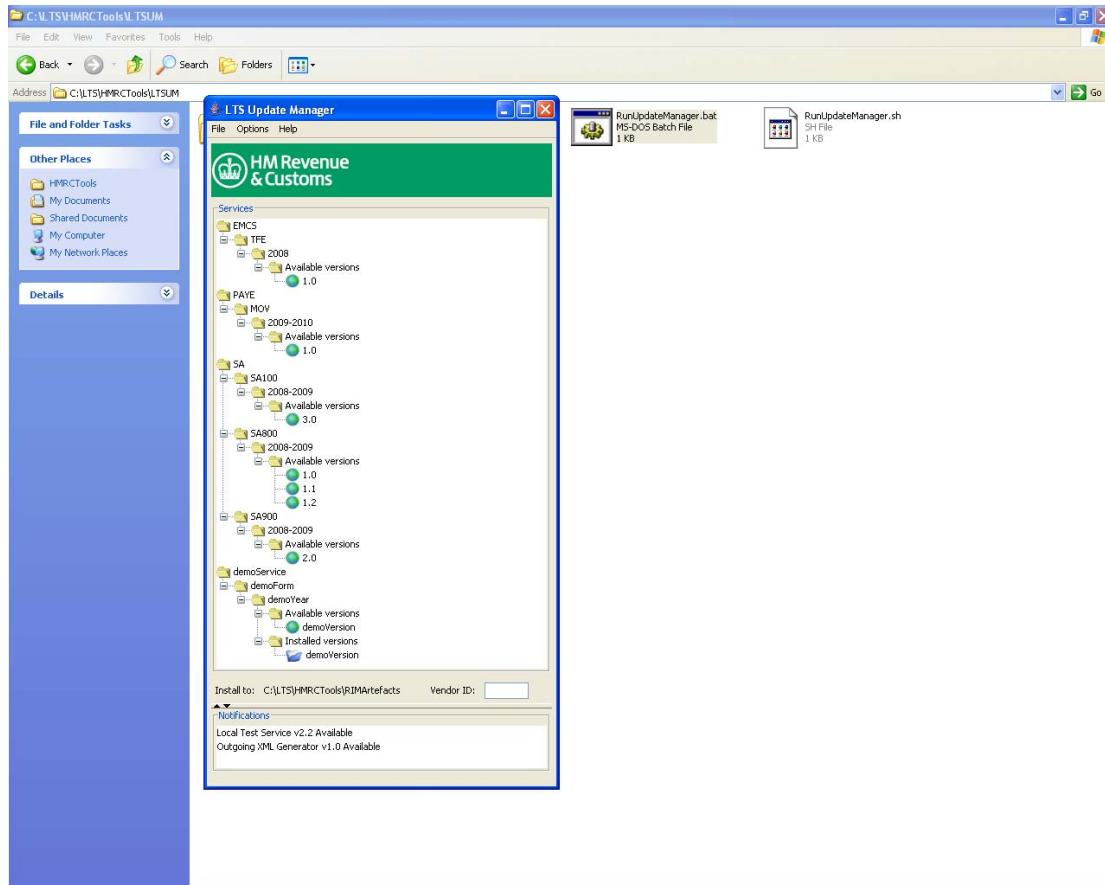 C:\LTS\HMRCTools\LTSUM
File Edit View Favorites Tools Help
Back Search Folders
Address C:\LTS\HMRCTools\LTSUM Go
File and Folder Tasks
Other Places
HMRCTools
My Documents
Shared Documents
My Computer
My Network Places
Details
LTS Update Manager
File Options Help
HM Revenue
& Customs
Services
EMCS
TFE
2008
Available versions
1.0
PAYE
MOV
2009-2010
Available versions
1.0
SA
SA100
2008-2009
Available versions
3.0
SA800
2008-2009
Available versions
1.0
1.1
1.2
SA900
2008-2009
Available versions
2.0
demoService
demoForm
demoYear
Available versions
demoVersion
Installed versions
demoVersion
Install to: C:\LTS\HMRCTools\RIMArtefacts Vendor ID:
Notifications
Local Test Service v2.2 Available
Outgoing XML Generator v1.0 Available
RunUpdateManager.bat
MS-DOS Batch File
1 KB
RunUpdateManager.sh
SH File
1 KB